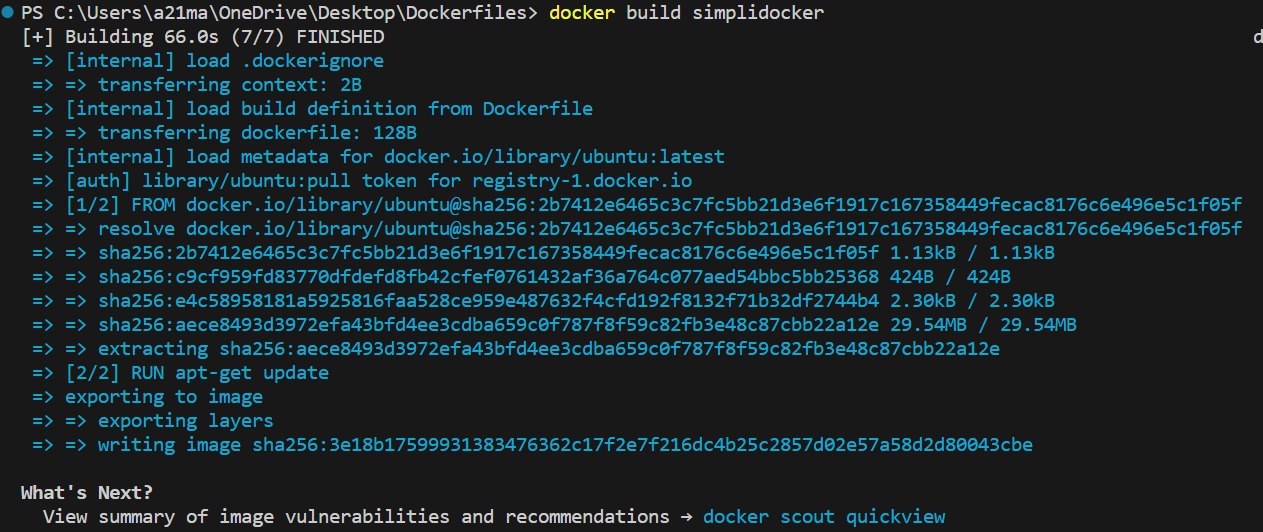 PS C:\Users\a21ma\OneDrive\Desktop\Dockerfiles> docker build simplidocker
[+] Building 66.0s (7/7) FINISHED d
=> [internal] load .dockerignore
=> => transferring context: 2B
=> [internal] load build definition from Dockerfile
=> => transferring dockerfile: 128B
=> [internal] load metadata for docker.io/library/ubuntu:latest
=> [auth] library/ubuntu:pull token for registry-1.docker.io
=> [1/2] FROM docker.io/library/ubuntu@sha256:2b7412e6465c3c7fc5bb21d3e6f1917c167358449fecac8176c6e496e5c1f05f
=> => resolve docker.io/library/ubuntu@sha256:2b7412e6465c3c7fc5bb21d3e6f1917c167358449fecac8176c6e496e5c1f05f
=> => sha256:2b7412e6465c3c7fc5bb21d3e6f1917c167358449fecac8176c6e496e5c1f05f 1.13kB / 1.13kB
=> => sha256:c9cf959fd83770dfdefd8fb42cfef0761432af36a764c077aed54bbc5bb25368 424B / 424B
=> => sha256:e4c58958181a5925816faa528ce959e487632f4cfd192f8132f71b32df2744b4 2.30kB / 2.30kB
=> => sha256:aece8493d3972efa43bfd4ee3cdba659c0f787f8f59c82fb3e48c87cbb22a12e 29.54MB / 29.54MB
=> => extracting sha256:aece8493d3972efa43bfd4ee3cdba659c0f787f8f59c82fb3e48c87cbb22a12e
=> [2/2] RUN apt-get update
=> exporting to image
=> => exporting layers
=> => writing image sha256:3e18b17599931383476362c17f2e7f216dc4b25c2857d02e57a58d2d80043cbe
What's Next?
View summary of image vulnerabilities and recommendations → docker scout quickview